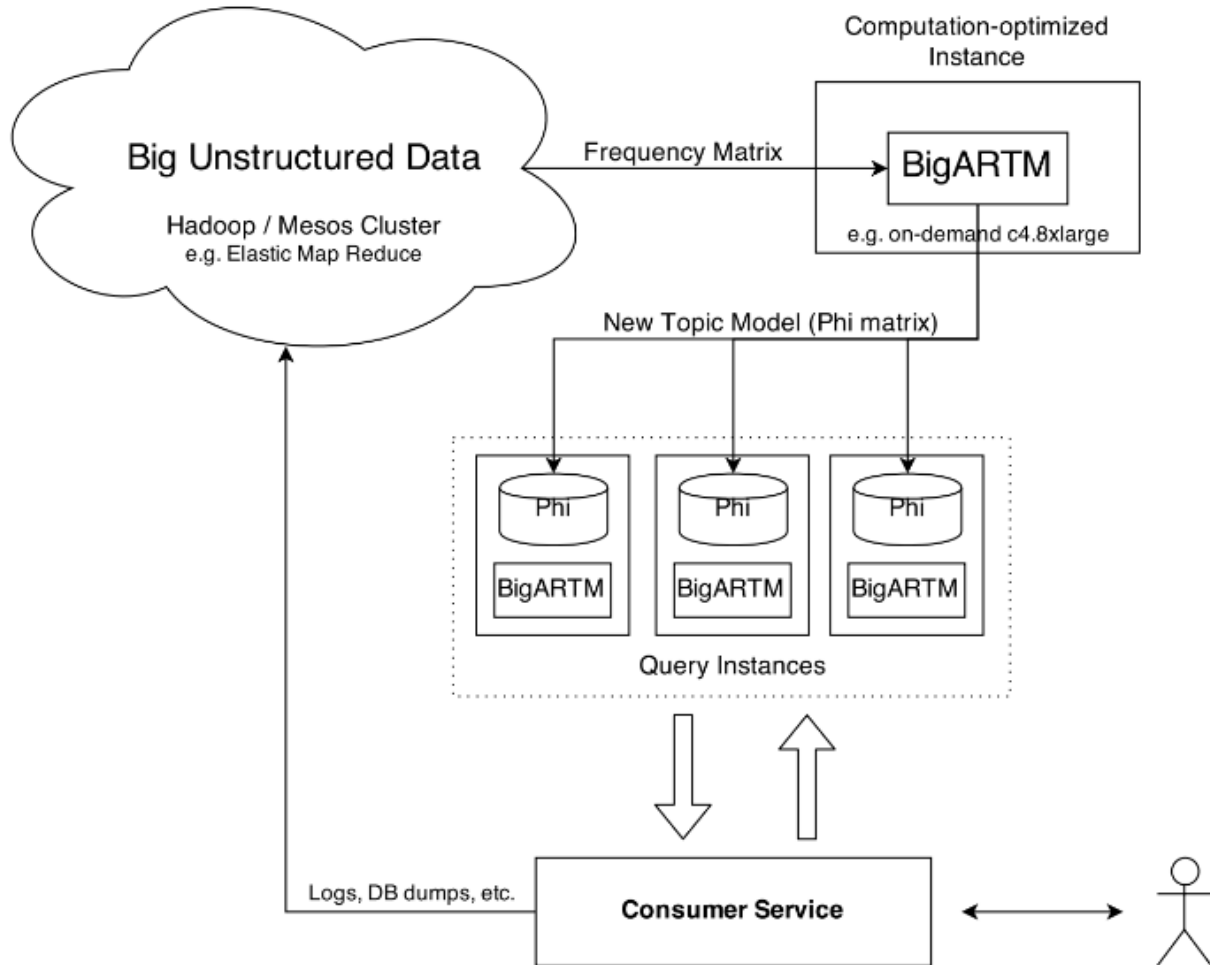 Computation-optimized
Instance
Big Unstructured Data
Hadoop / Mesos Cluster
e.g. Elastic Map Reduce
Frequency Matrix
BigARTM
e.g. on-demand c4.8xlarge
New Topic Model (Phi matrix)
Phi
Phi
Phi
BigARTM
BigARTM
BigARTM
Query Instances
Logs, DB dumps, etc.
Consumer Service